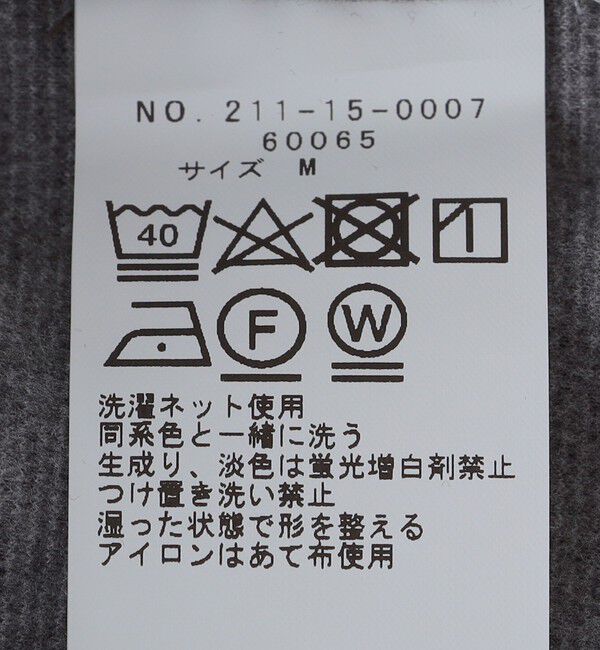 NO. 211-15-0007
60065
サイズ M
40
F W
洗濯ネット使用
同系色と一緒に洗う
生成り、淡色は蛍光増白剤禁止
つけ置き洗い禁止
湿った状態で形を整える
アイロンはあて布使用